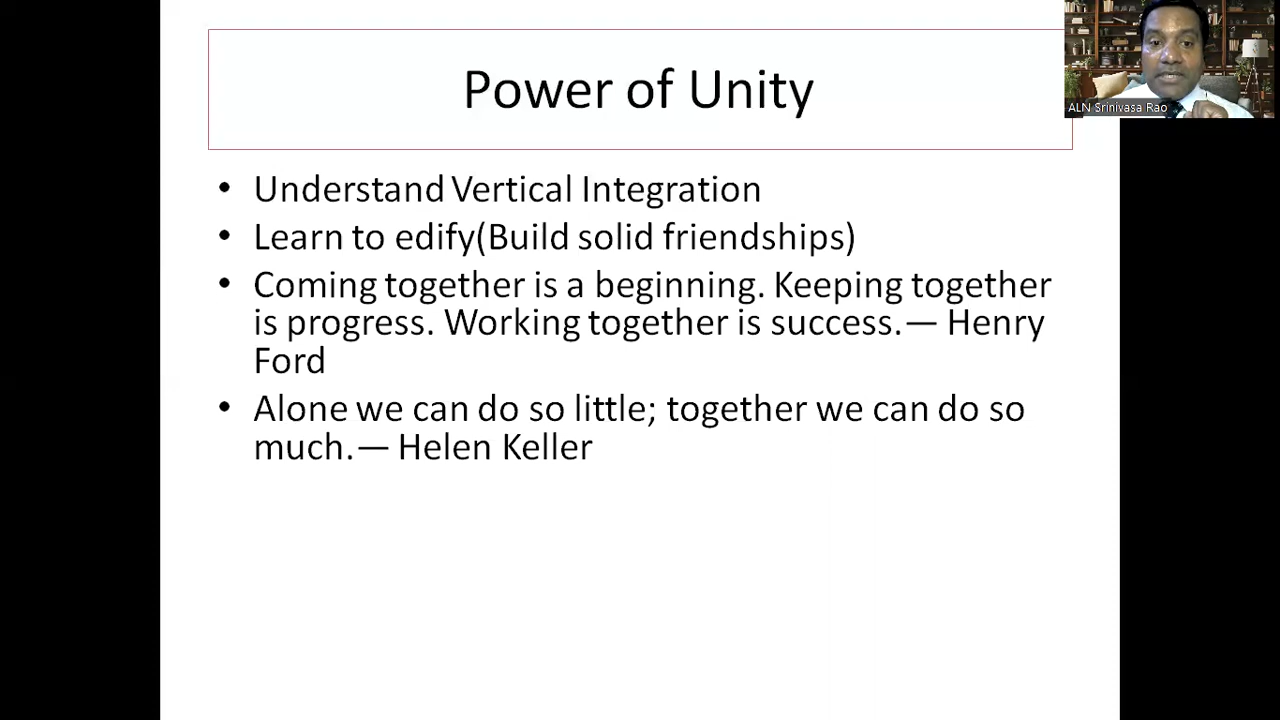 Power of Unity
• Understand Vertical Integration
• Learn to edify(Build solid friendships)
• Coming together is a beginning. Keeping together
is progress. Working together is success.— Henry
Ford
• Alone we can do so little; together we can do so
much.— Helen Keller
ALN Srinivasa Rao